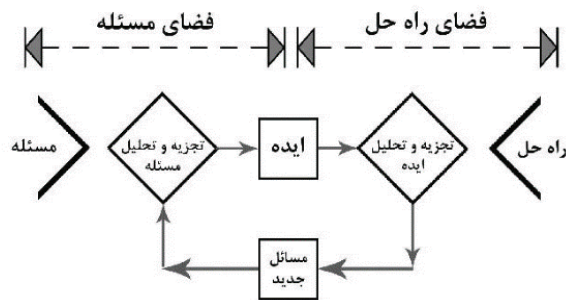 فضای مسئله
فضای راه حل
مسئله
تجزیه و تحلیل
مسئله
ایده
تجزیه و تحلیل
ایده
راه حل
مسائل
جدید